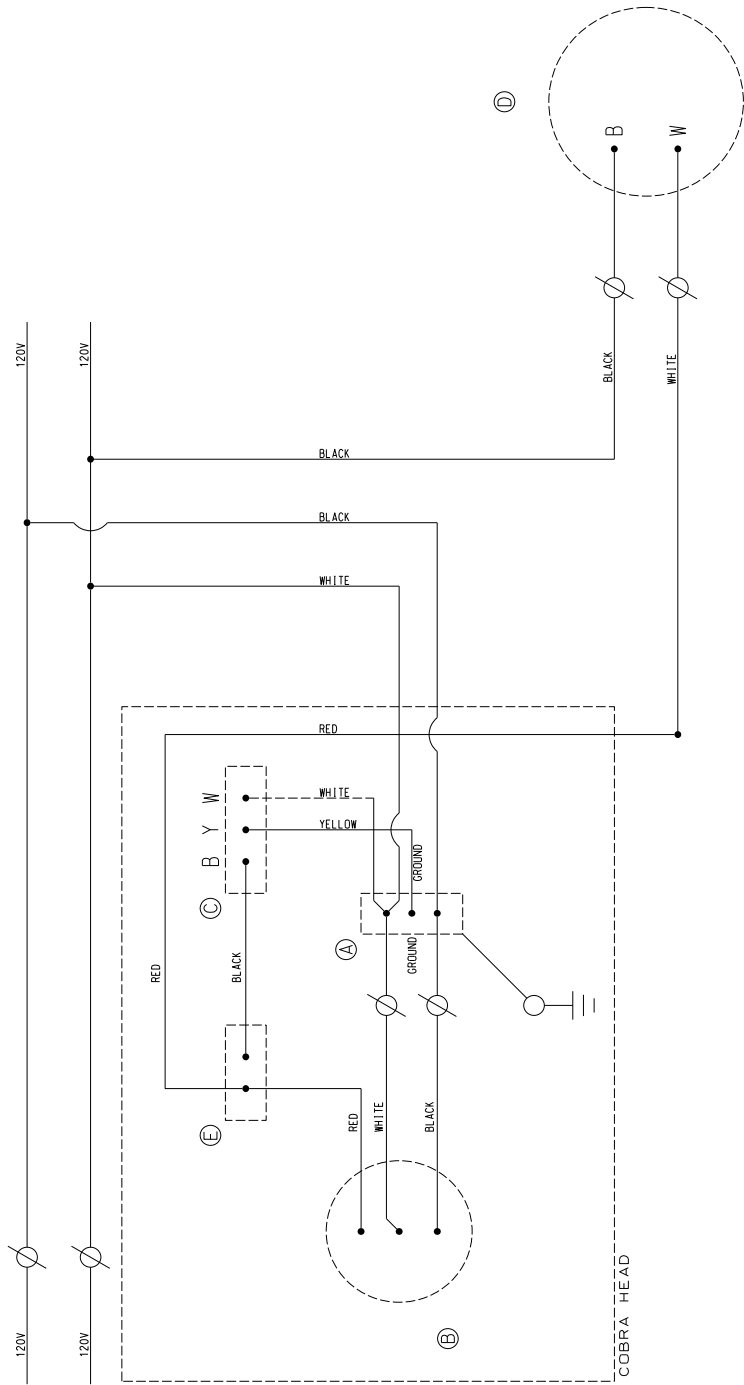 D
B
W
120V
120V
BLACK
WHITE
BLACK
BLACK
WHITE
RED
W
WHITE
Y
YELLOW
B
GROUND
C
A
GROUND
RED
BLACK
E
RED
WHITE
BLACK
B
120V
120V
COBRA HEAD